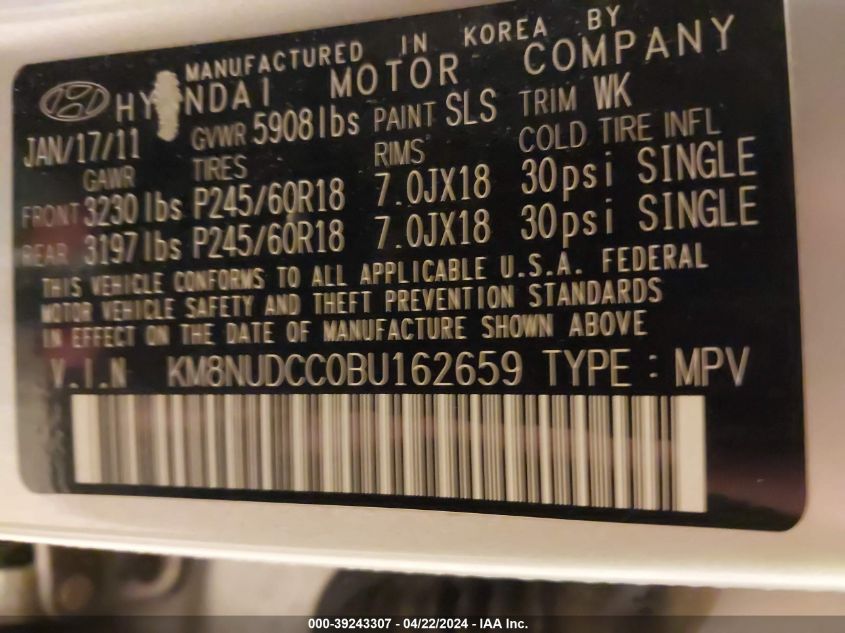 MANUFACTURED IN KOREA BY
HYUNDAI MOTOR COMPANY
JAN/17/11 GVWR 5908lbs PAINT SLS TRIM WK
GAWR TIRES RIMS COLD TIRE INFL
FRONT 3230lbs P245/60R18 7.0JX18 30psi SINGLE
REAR 3197lbs P245/60R18 7.0JX18 30psi SINGLE
THIS VEHICLE CONFORMS TO ALL APPLICABLE U.S.A. FEDERAL
MOTOR VEHICLE SAFETY AND THEFT PREVENTION STANDARDS
IN EFFECT ON THE DATE OF MANUFACTURE SHOWN ABOVE
V.I.N KM8NUDCC0BU162659 TYPE : MPV
000-39243307 - 04/22/2024 - IAA Inc.